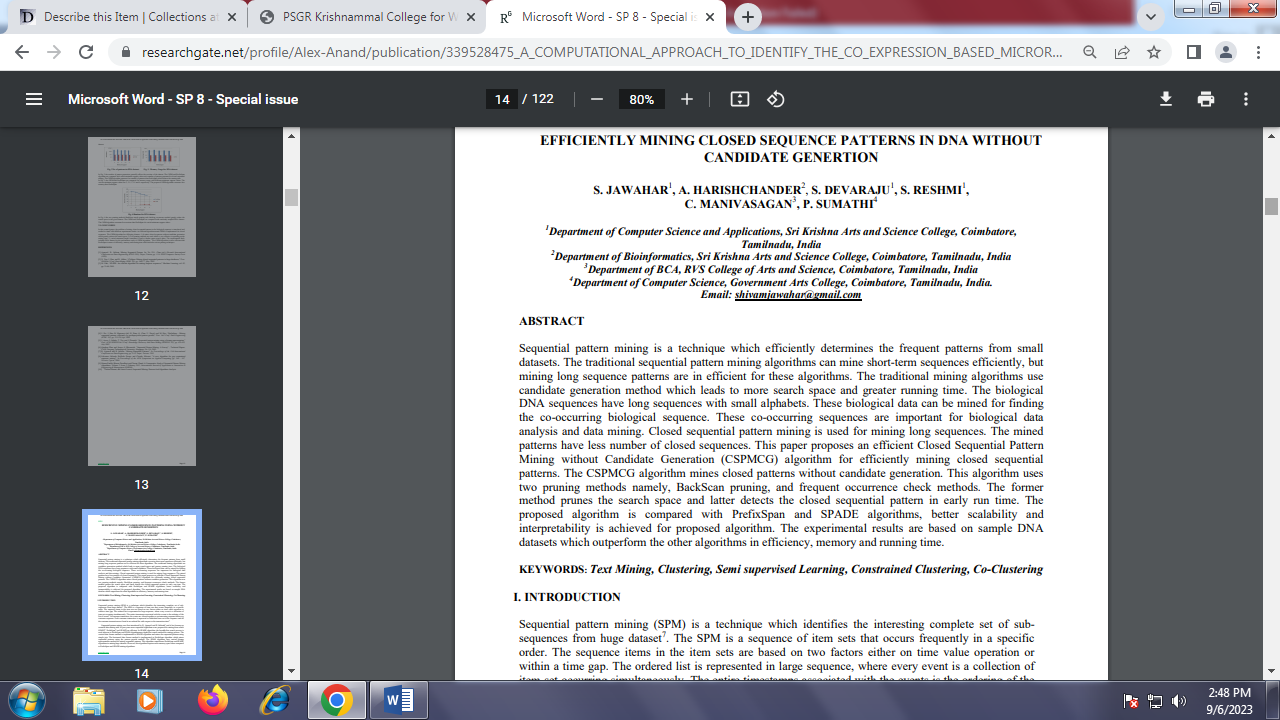 Describe this Item | Collections at
PSGR Krishnammal College for W
Microsoft Word - SP 8 - Special is
researchgate.net/profile/Alex-Anand/publication/339528475_A_COMPUTATIONAL_APPROACH_TO_IDENTIFY_THE_CO_EXPRESSION_BASED_MICROR...
Microsoft Word - SP 8 - Special issue
14 / 122
80%
12
13
14
EFFICIENTLY MINING CLOSED SEQUENCE PATTERNS IN DNA WITHOUT
CANDIDATE GENERTION
S. JAWAHAR1, A. HARISHCHANDER2, S. DEVARAJU1, S. RESHMI1,
C. MANIVASAGAN3, P. SUMATHI4
1Department of Computer Science and Applications, Sri Krishna Arts and Science College, Coimbatore,
Tamilnadu, India
2Department of Bioinformatics, Sri Krishna Arts and Science College, Coimbatore, Tamilnadu, India
3Department of BCA, RVS College of Arts and Science, Coimbatore, Tamilnadu, India
4Department of Computer Science, Government Arts College, Coimbatore, Tamilnadu, India.
Email: shivamjawahar@gmail.com
ABSTRACT
Sequential pattern mining is a technique which efficiently determines the frequent patterns from small
datasets. The traditional sequential pattern mining algorithms can mine short-term sequences efficiently, but
mining long sequence patterns are in efficient for these algorithms. The traditional mining algorithms use
candidate generation method which leads to more search space and greater running time. The biological
DNA sequences have long sequences with small alphabets. These biological data can be mined for finding
the co-occurring biological sequence. These co-occurring sequences are important for biological data
analysis and data mining. Closed sequential pattern mining is used for mining long sequences. The mined
patterns have less number of closed sequences. This paper proposes an efficient Closed Sequential Pattern
Mining without Candidate Generation (CSPMCG) algorithm for efficiently mining closed sequential
patterns. The CSPMCG algorithm mines closed patterns without candidate generation. This algorithm uses
two pruning methods namely, BackScan pruning, and frequent occurrence check methods. The former
method prunes the search space and latter detects the closed sequential pattern in early run time. The
proposed algorithm is compared with PrefixSpan and SPADE algorithms, better scalability and
interpretability is achieved for proposed algorithm. The experimental results are based on sample DNA
datasets which outperform the other algorithms in efficiency, memory and running time.
KEYWORDS: Text Mining, Clustering, Semi supervised Learning, Constrained Clustering, Co-Clustering
I. INTRODUCTION
Sequential pattern mining (SPM) is a technique which identifies the interesting complete set of sub-
sequences from huge dataset7. The SPM is a sequence of item sets that occurs frequently in a specific
order. The sequence items in the item sets are based on two factors either on time value operation or
within a time gap. The ordered list is represented in large sequence, where every event is a collection of
item set occurring simultaneously. The entire timestamps associated with the events is the ordering of the
2:48 PM
9/6/2023